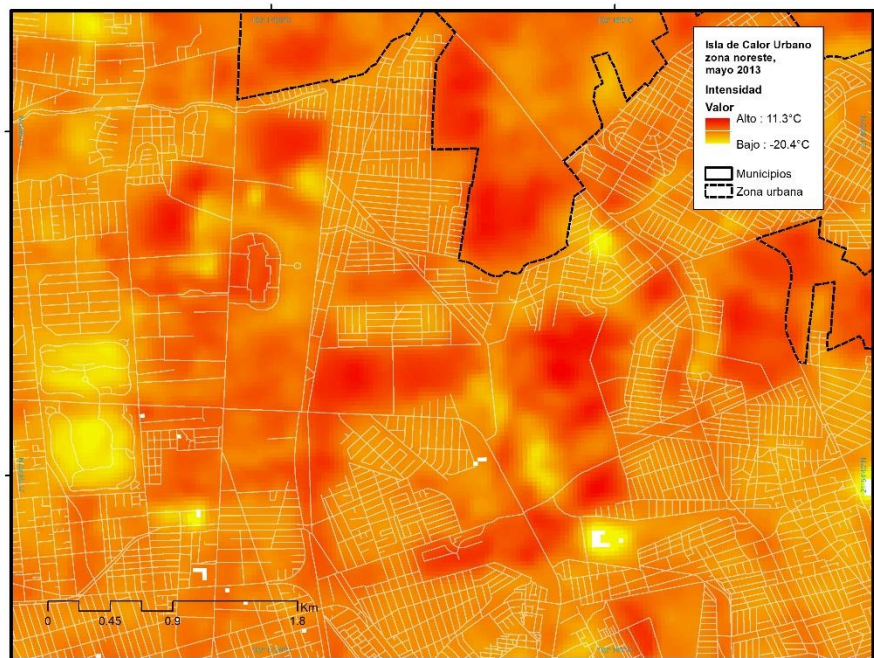 Isla de Calor Urbano
zona noreste,
mayo 2013
Intensidad
Valor
Alto : 11.3°C
Bajo : -20.4°C
Municipios
Zona urbana
Km
0 0.45 0.9 1.8